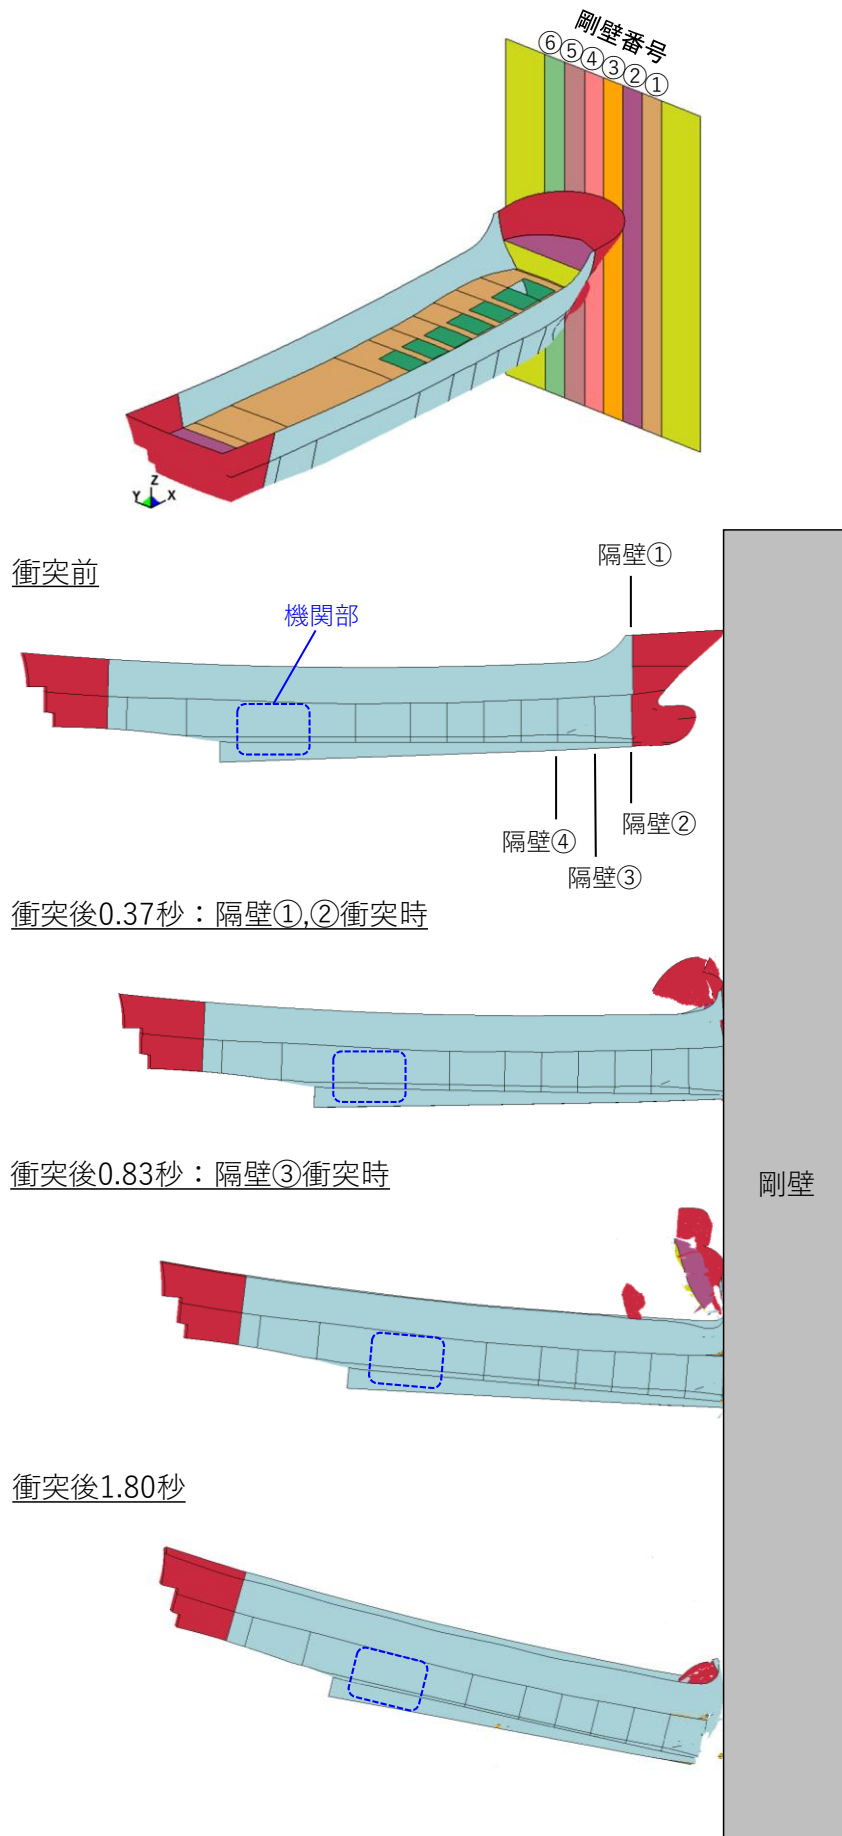 剛壁番号
⑥⑤④③②①
Z
Y X
衝突前
隔壁①
機関部
隔壁②
隔壁④
隔壁③
衝突後0.37秒：隔壁①,②衝突時
衝突後0.83秒：隔壁③衝突時
剛壁
衝突後1.80秒